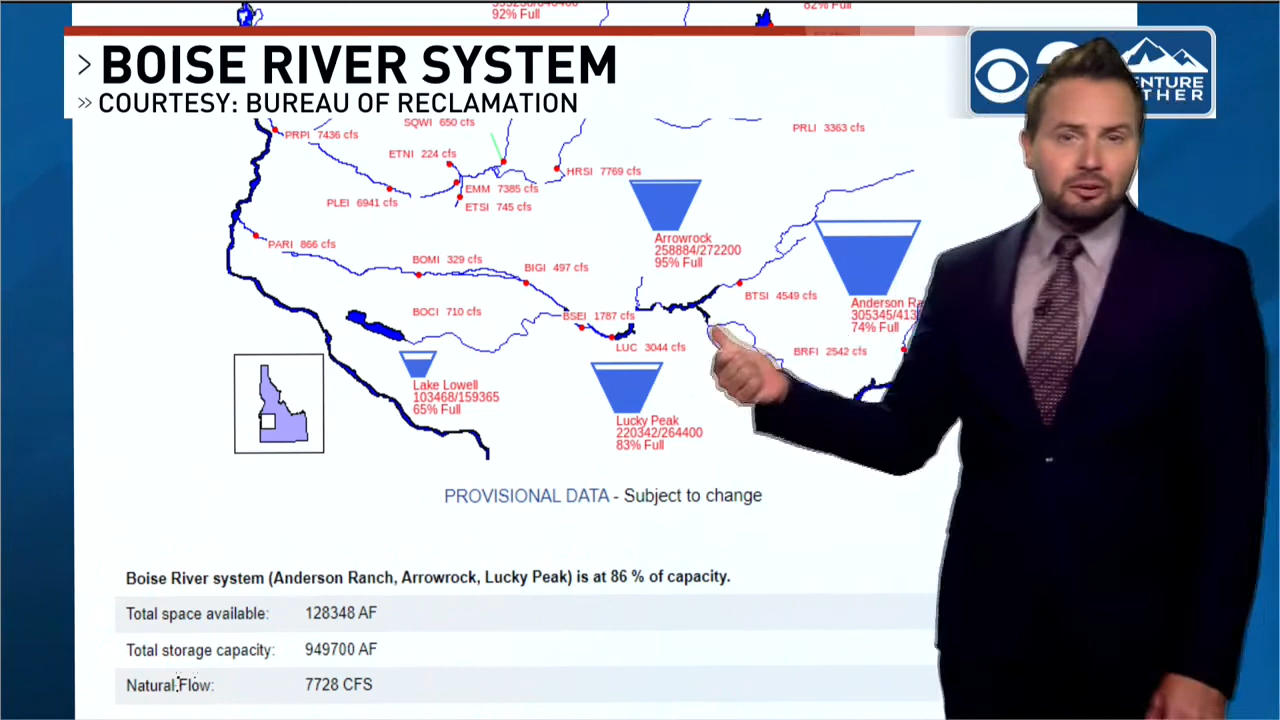 92% Full
82% Full
> BOISE RIVER SYSTEM
» COURTESY: BUREAU OF RECLAMATION
CBS
SQWI 650 cfs
PRLI 3363 cfs
PRPI 7436 cfs
ETNI 224 cfs
HRSI 7769 cfs
EMM 7385 cfs
PLEI 6941 cfs
ETSI 745 cfs
Arrowrock
258884/272200
95% Full
PARI 866 cfs
BOMI 329 cfs
BIGI 497 cfs
BTSI 4549 cfs
Anderson Ra
305345/413
74% Full
BOCI 710 cfs
BSEI 1787 cfs
LUC 3044 cfs
BRFI 2542 cfs
Lake Lowell
103468/159365
65% Full
Lucky Peak
220342/264400
83% Full
PROVISIONAL DATA - Subject to change
Boise River system (Anderson Ranch, Arrowrock, Lucky Peak) is at 86 % of capacity.
Total space available: 128348 AF
Total storage capacity: 949700 AF
Natural Flow: 7728 CFS